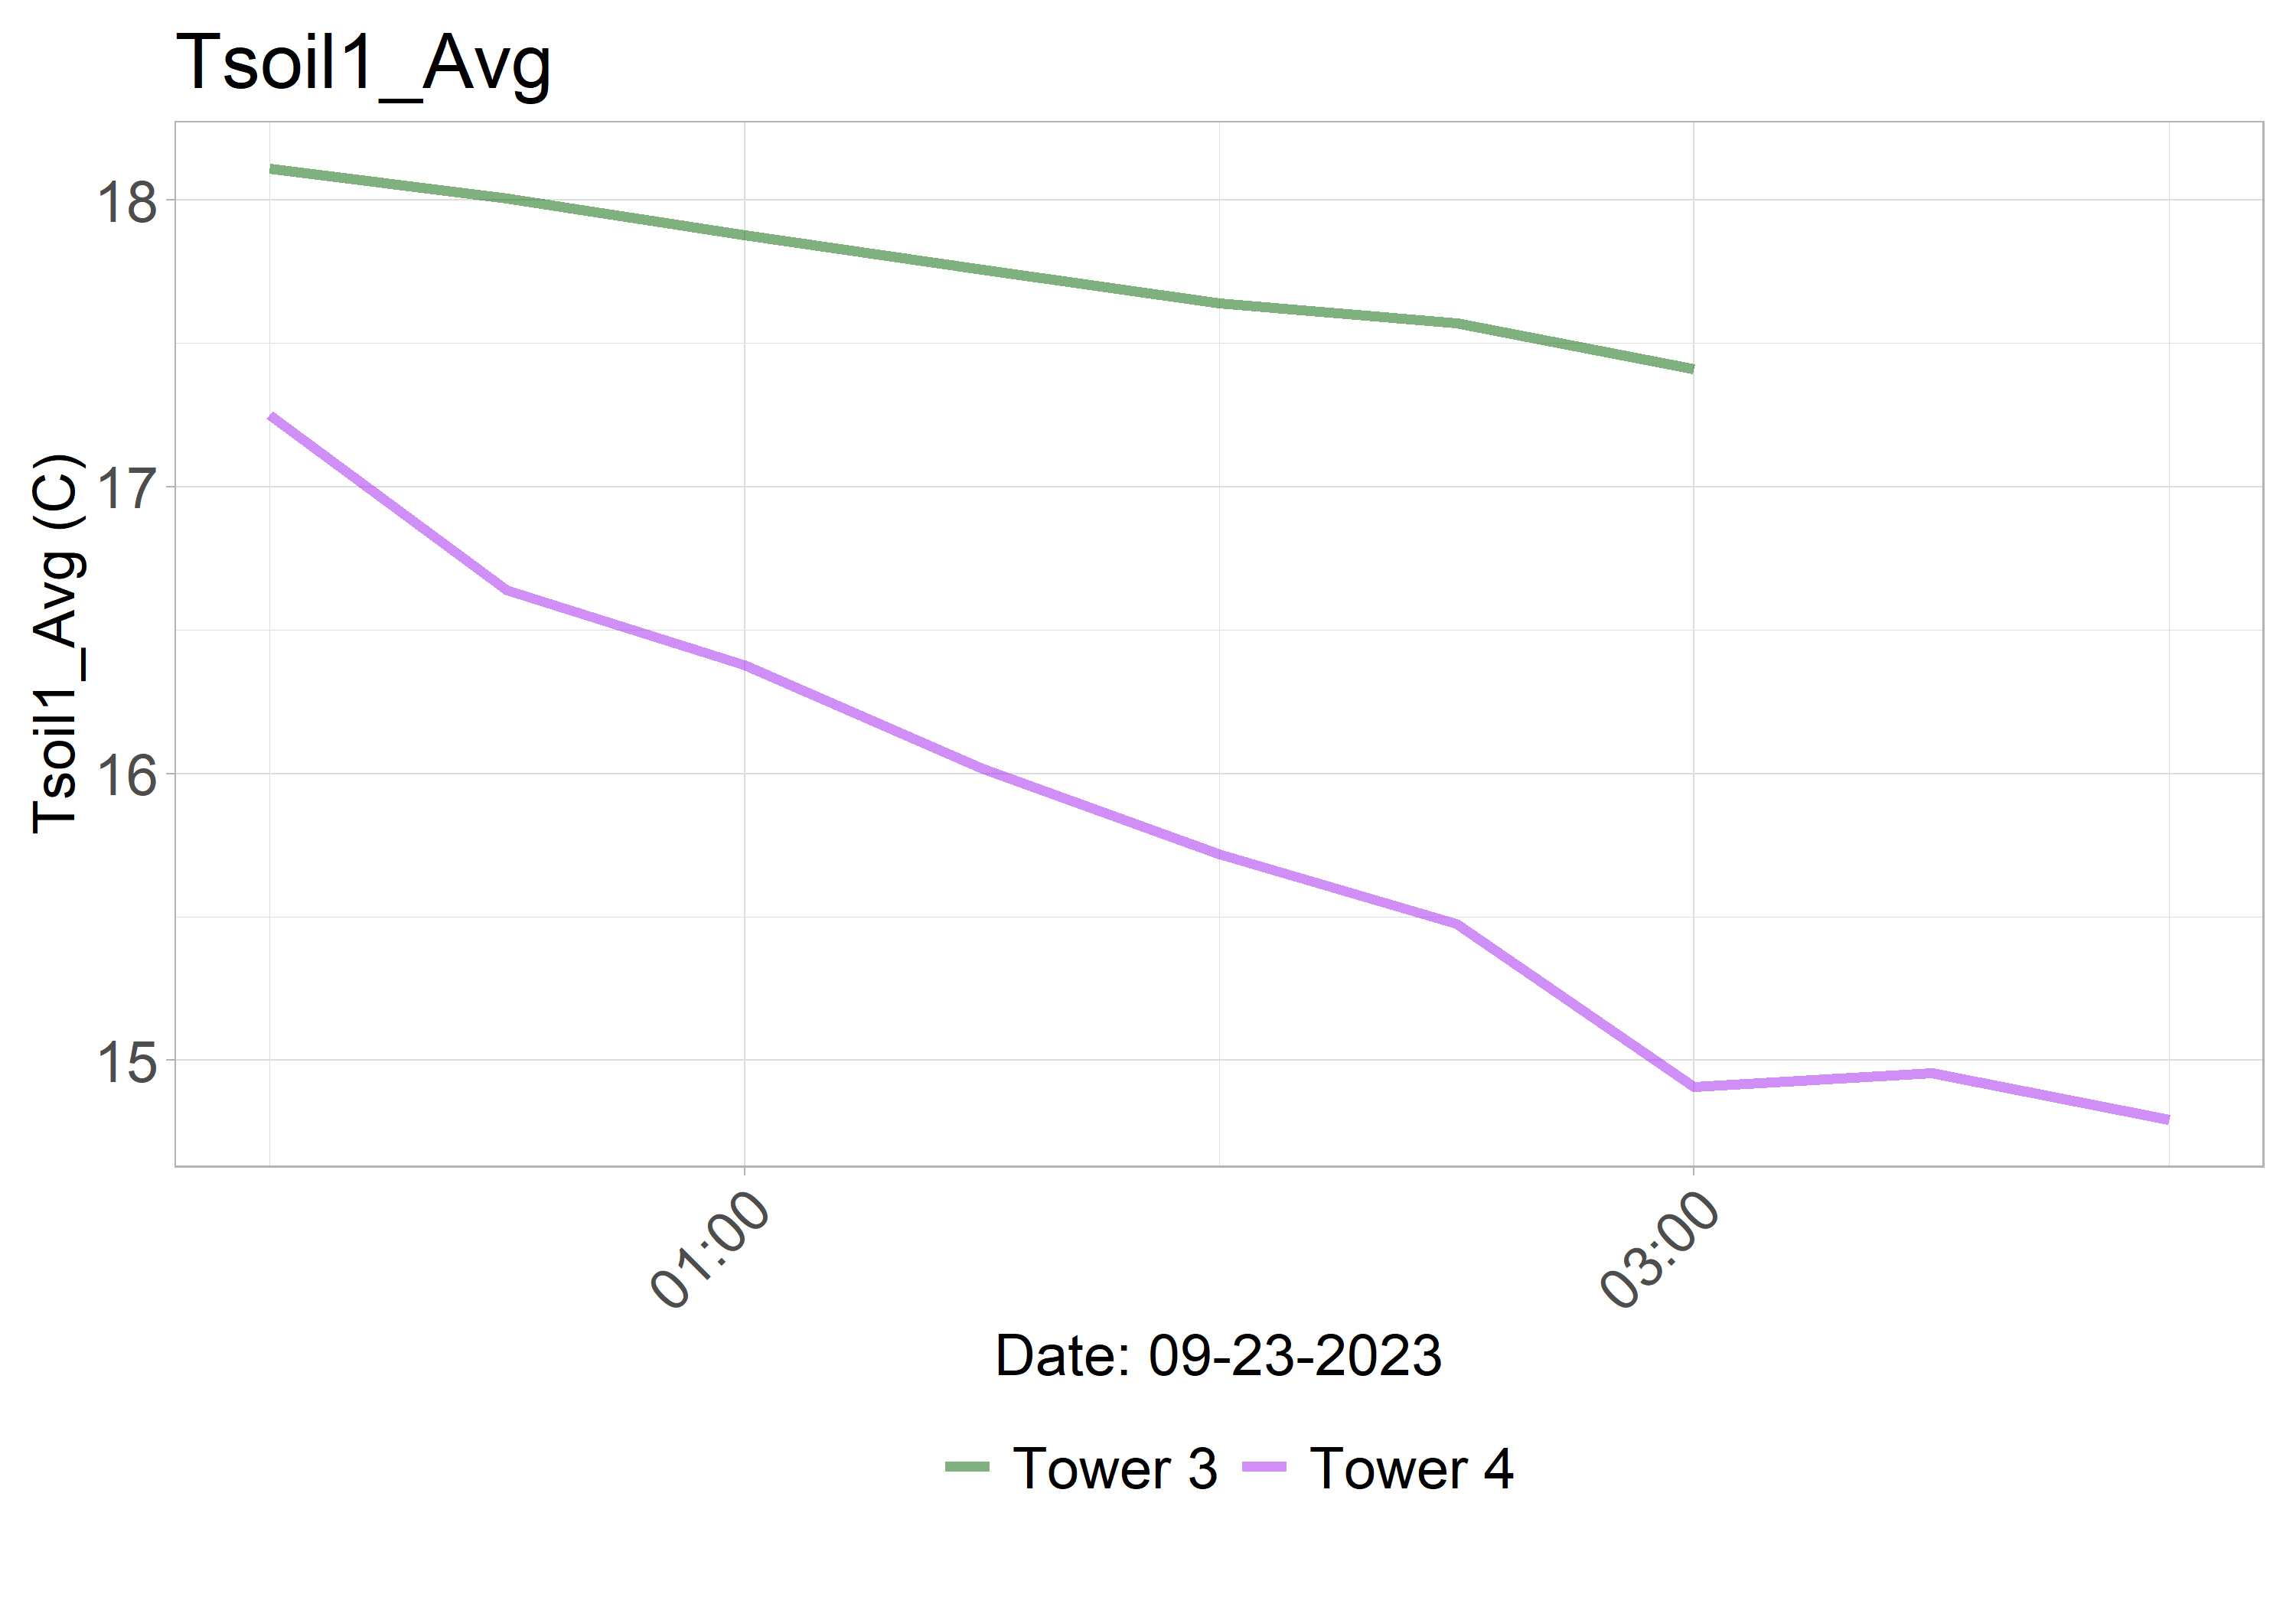 Tsoil1_Avg
Tsoil1_Avg (C)
18
17
16
15
01:00 03:00
Date: 09-23-2023
Tower 3 Tower 4